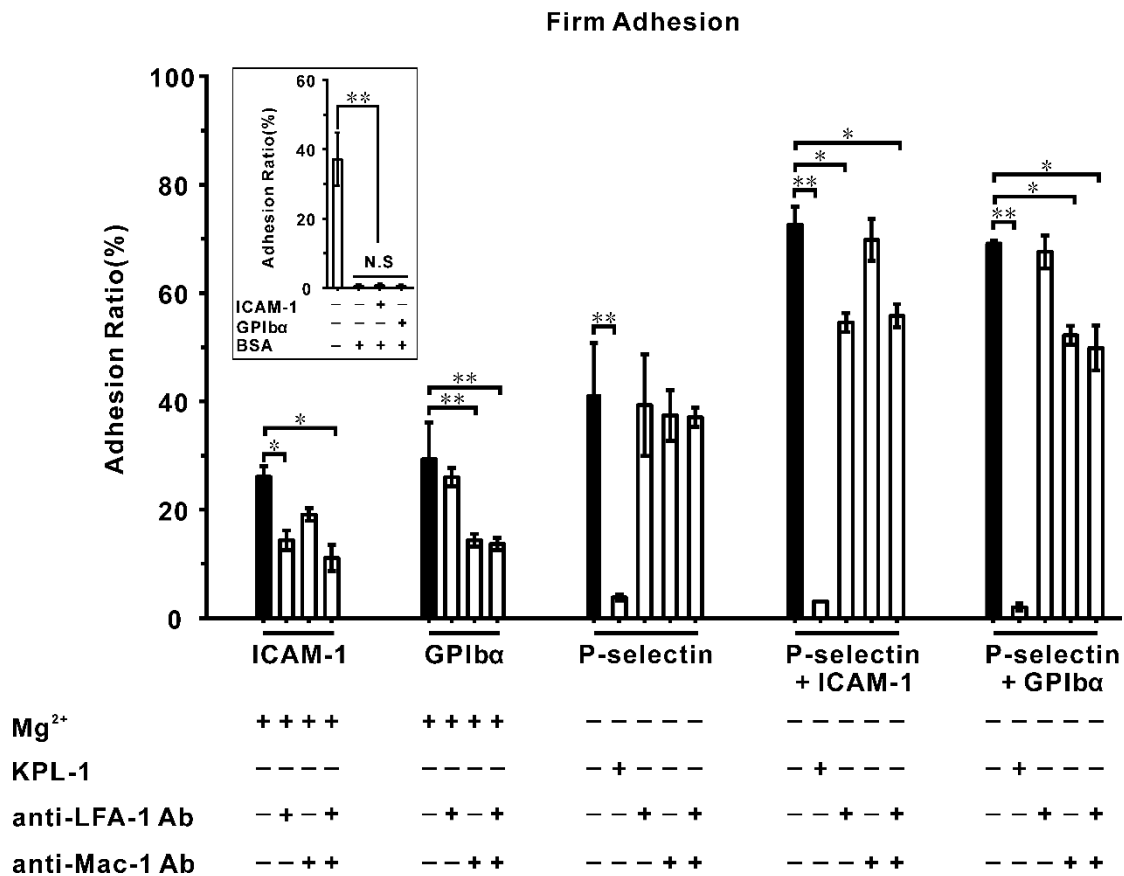 Firm Adhesion
Adhesion Ratio(%)
100
80
60
40
20
0
Adhesion Ratio(%)
60
40
20
0
**
N.S
ICAM-1 – – + –
GPIbα – – – +
BSA – + + +
* *
** **
**
** * *
** * *
ICAM-1 GPIbα P-selectin P-selectin + ICAM-1 P-selectin + GPIbα
Mg2+ + + + + + + + + – – – – – – – – – – – – – – –
KPL-1 – – – – – – – – – + – – – – + – – – – + – – –
anti-LFA-1 Ab – + – + – + – + – – + – + – – + – + – – + – +
anti-Mac-1 Ab – – + + – – + + – – – + + – – – + + – – – + +